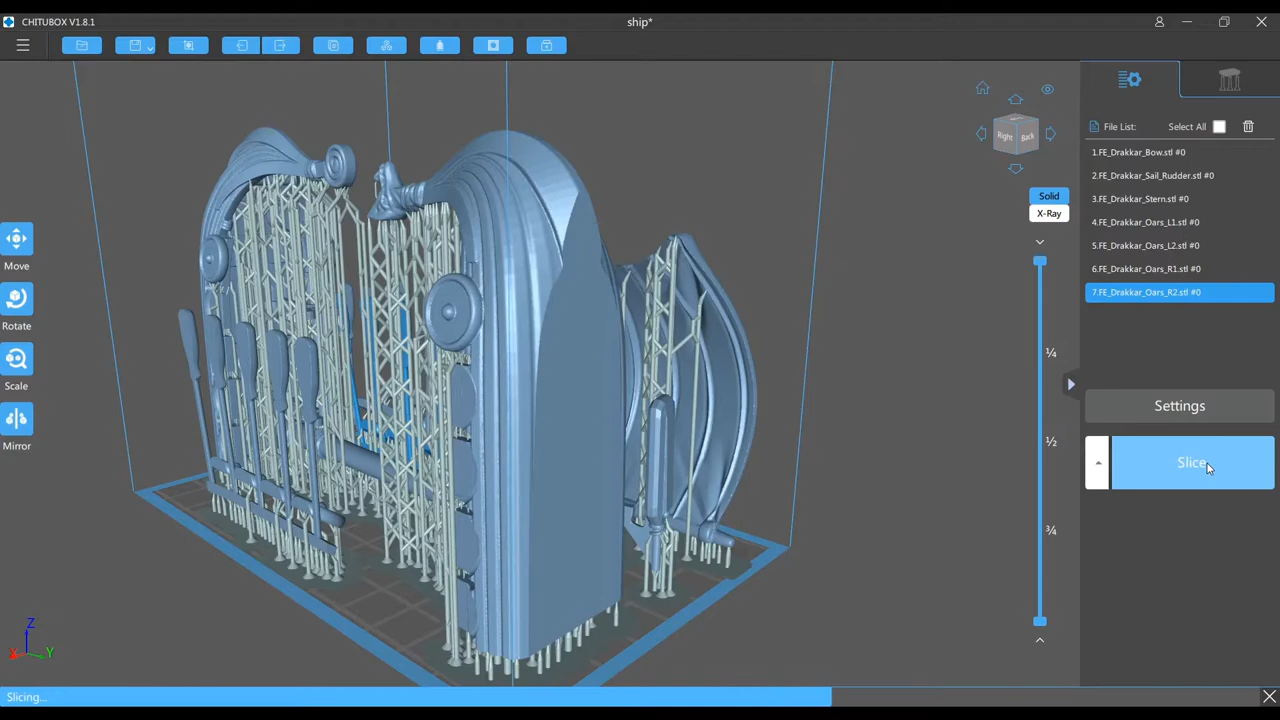 CHITUBOX V1.8.1
ship*
File List:
Select All
1.FE_Drakkar_Bow.stl #0
2.FE_Drakkar_Sail_Rudder.stl #0
3.FE_Drakkar_Stern.stl #0
4.FE_Drakkar_Oars_L1.stl #0
5.FE_Drakkar_Oars_L2.stl #0
6.FE_Drakkar_Oars_R1.stl #0
7.FE_Drakkar_Oars_R2.stl #0
Right
Back
Solid
X-Ray
Move
Rotate
Scale
Mirror
¼
½
¾
Settings
Slice
Z
X
Y
Slicing...